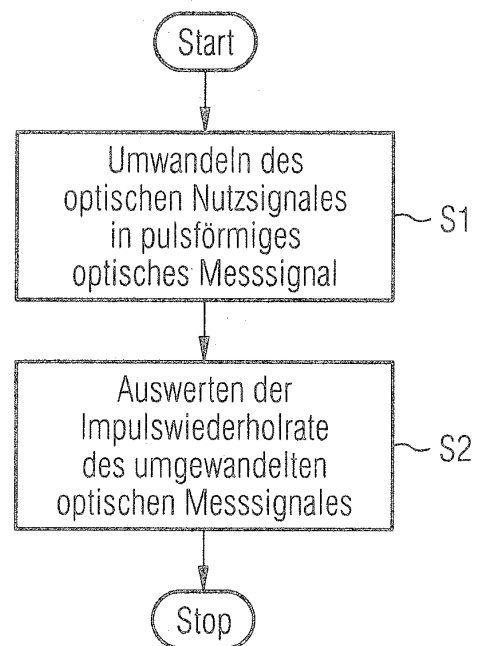 Start
Umwandeln des
optischen Nutzsignales
in pulsförmiges
optisches Messsignal
S1
Auswerten der
Impulswiederholrate
des umgewandelten
optischen Messsignales
S2
Stop